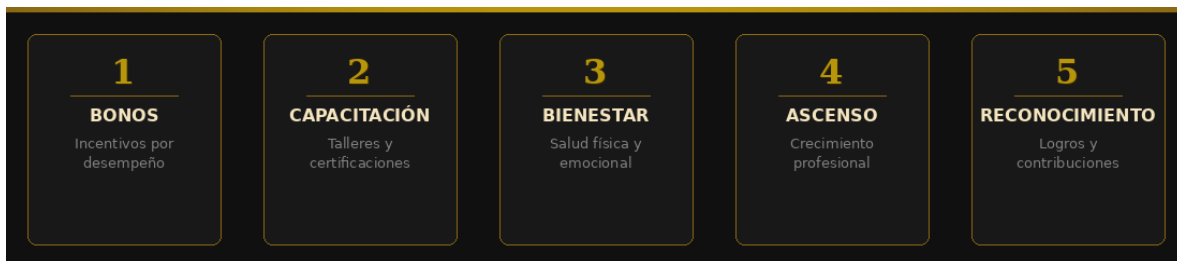 1
BONOS
Incentivos por
desempeño
2
CAPACITACIÓN
Talleres y
certificaciones
3
BIENESTAR
Salud física y
emocional
4
ASCENSO
Crecimiento
profesional
5
RECONOCIMIENTO
Logros y
contribuciones